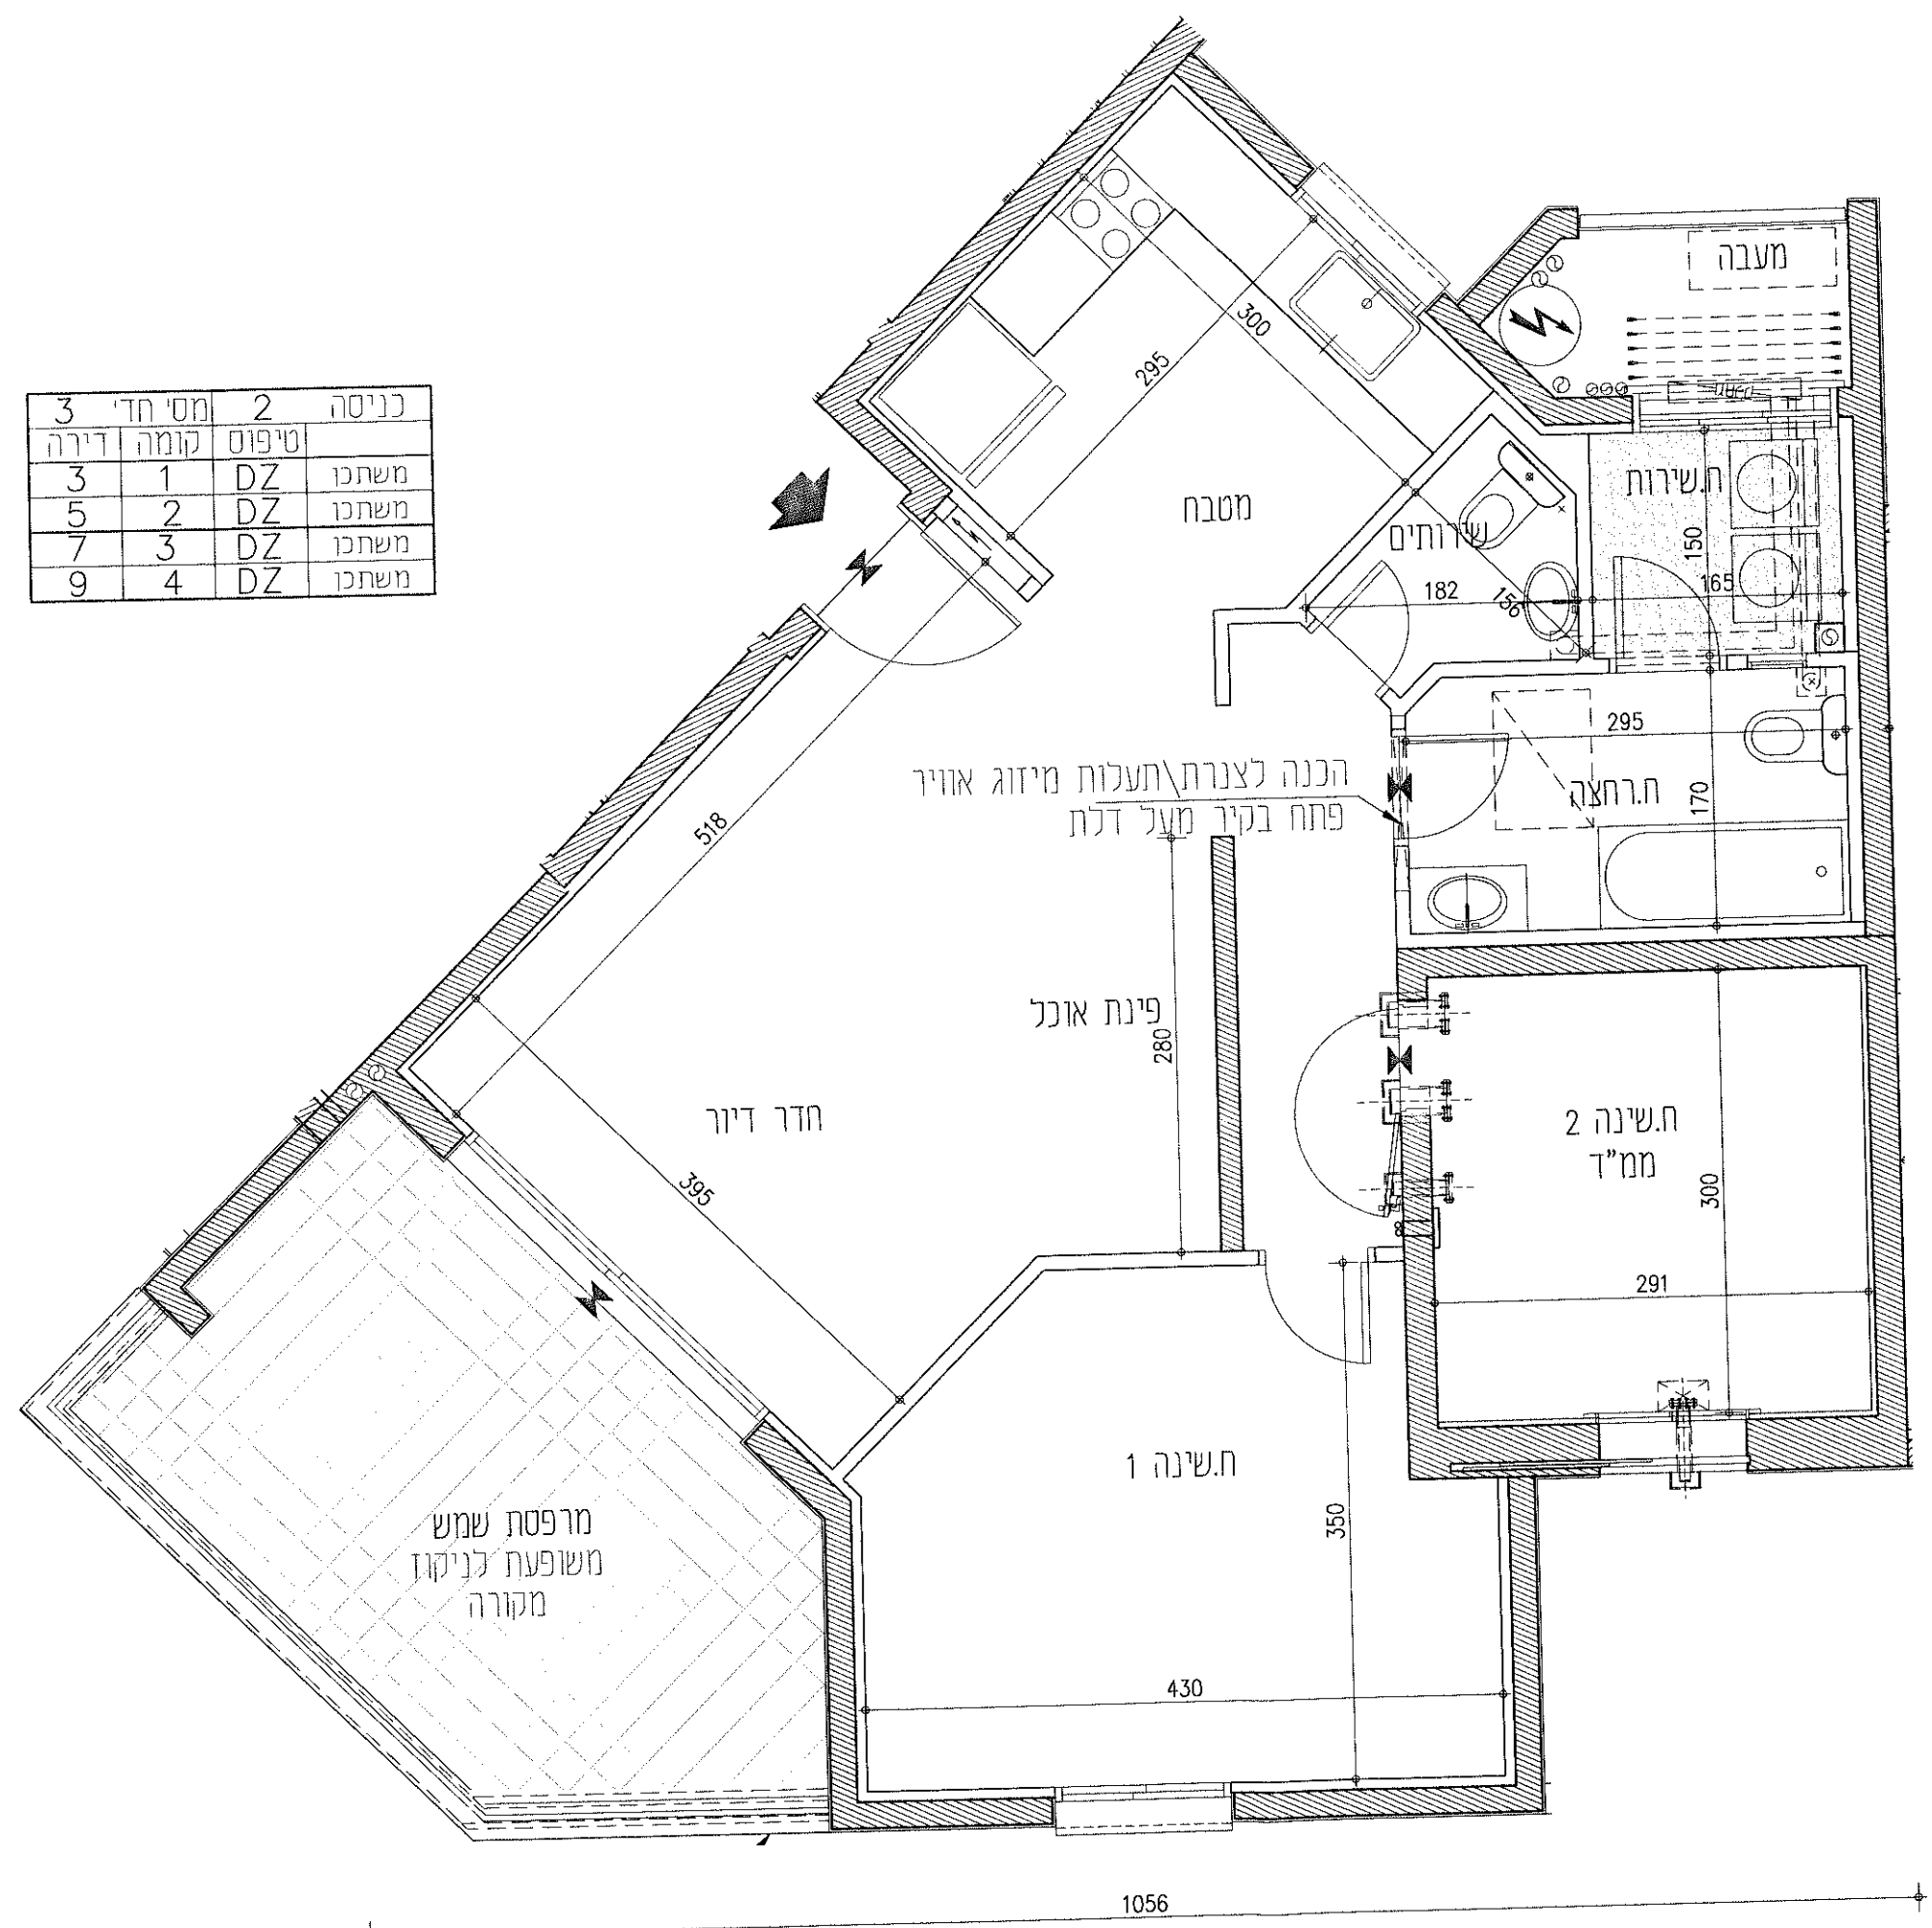 כניסה 2 מס׳ חד׳ 3
טיפוס קומה דירה
משתכן DZ 1 3
משתכן DZ 2 5
משתכן DZ 3 7
משתכן DZ 4 9
מעבה
300
295
ח.שירות
מטבח
שירותים
150
182
156
165
295
ח.רחצה
170
הכנה לצנרת\תעלות מיזוג אוויר
פתח בקיר מעל דלת
518
פינת אוכל
280
חדר דיור
395
ח.שינה 2
ממ"ד
300
291
ח.שינה 1
350
430
מרפסת שמש
משופעת לניקוז
מקורה
1056